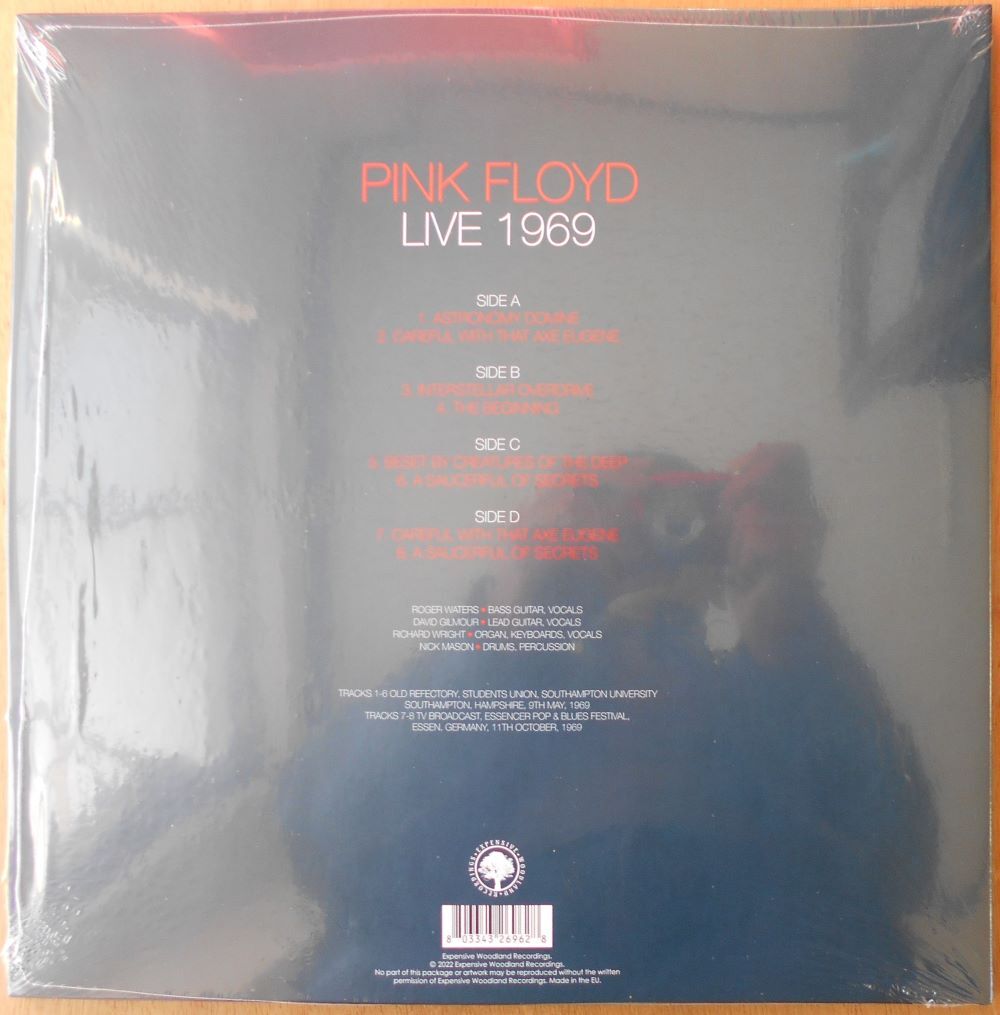 PINK FLOYD
LIVE 1969
SIDE A
1. ASTRONOMY DOMINE
2. CAREFUL WITH THAT AXE EUGENE
SIDE B
3. INTERSTELLAR OVERDRIVE
4. THE BEGINNING
SIDE C
5. BESET BY CREATURES OF THE DEEP
6. A SAUCERFUL OF SECRETS
SIDE D
7. CAREFUL WITH THAT AXE EUGENE
8. A SAUCERFUL OF SECRETS
ROGER WATERS • BASS GUITAR, VOCALS
DAVID GILMOUR • LEAD GUITAR, VOCALS
RICHARD WRIGHT • ORGAN, KEYBOARDS, VOCALS
NICK MASON • DRUMS, PERCUSSION
TRACKS 1-6 OLD REFECTORY, STUDENTS UNION, SOUTHAMPTON UNIVERSITY
SOUTHAMPTON, HAMPSHIRE, 9TH MAY, 1969
TRACKS 7-8 TV BROADCAST, ESSENCER POP & BLUES FESTIVAL,
ESSEN, GERMANY, 11TH OCTOBER, 1969
EXPENSIVE • WOODLAND • RECORDINGS •
8 03343 26962 8
Expensive Woodland Recordings.
© 2022 Expensive Woodland Recordings.
No part of this package or artwork may be reproduced without the written
permission of Expensive Woodland Recordings. Made in the EU.